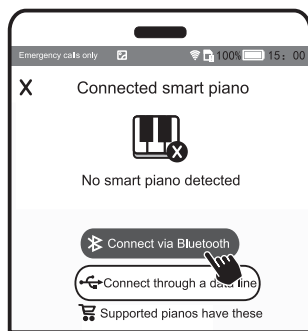 Emergency calls only 100% 15: 00
X Connected smart piano
No smart piano detected
Connect via Bluetooth
Connect through a data line
Supported pianos have these